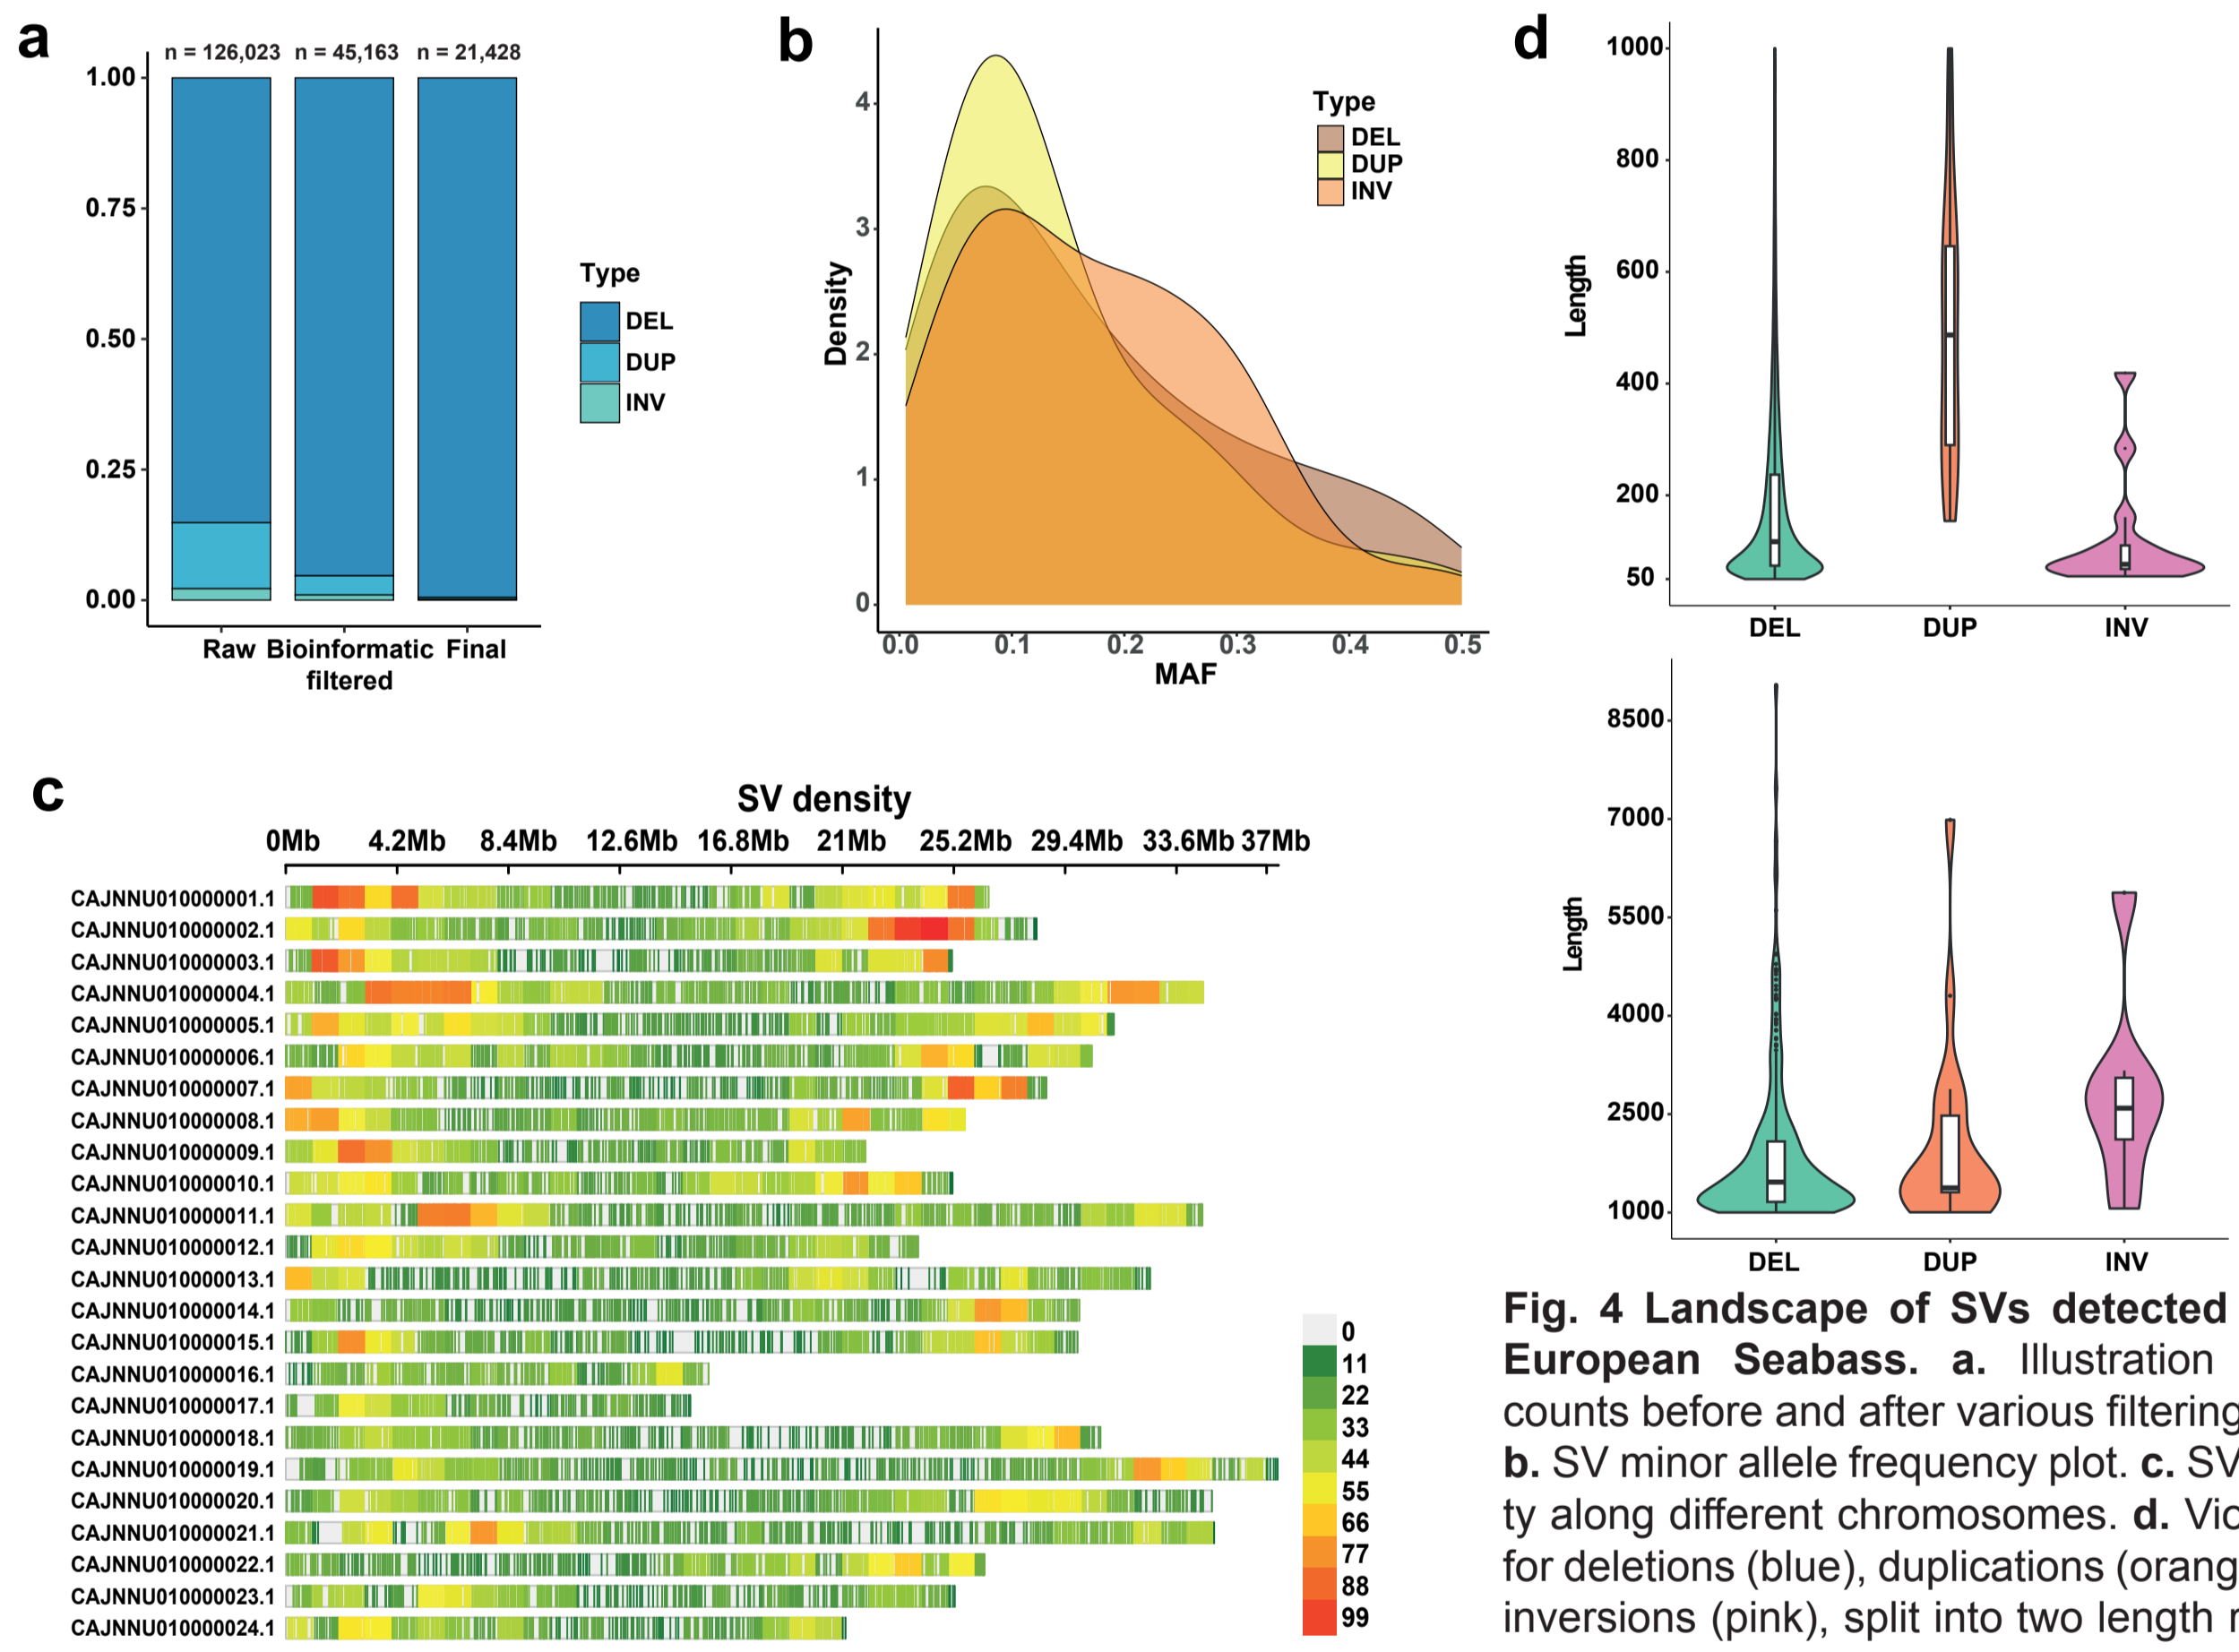 a
n = 126,023 n = 45,163 n = 21,428
1.00
0.75
0.50
0.25
0.00
Raw Bioinformatic filtered Final
Type
DEL
DUP
INV
b
Density
4
3
2
1
0
0.0 0.1 0.2 0.3 0.4 0.5
MAF
Type
DEL
DUP
INV
c
SV density
0Mb 4.2Mb 8.4Mb 12.6Mb 16.8Mb 21Mb 25.2Mb 29.4Mb 33.6Mb 37Mb
CAJNNU010000001.1
CAJNNU010000002.1
CAJNNU010000003.1
CAJNNU010000004.1
CAJNNU010000005.1
CAJNNU010000006.1
CAJNNU010000007.1
CAJNNU010000008.1
CAJNNU010000009.1
CAJNNU010000010.1
CAJNNU010000011.1
CAJNNU010000012.1
CAJNNU010000013.1
CAJNNU010000014.1
CAJNNU010000015.1
CAJNNU010000016.1
CAJNNU010000017.1
CAJNNU010000018.1
CAJNNU010000019.1
CAJNNU010000020.1
CAJNNU010000021.1
CAJNNU010000022.1
CAJNNU010000023.1
CAJNNU010000024.1
0
11
22
33
44
55
66
77
88
99
d
Length
1000
800
600
400
200
50
DEL DUP INV
Length
8500
7000
5500
4000
2500
1000
DEL DUP INV
Fig. 4 Landscape of SVs detected
European Seabass. a. Illustration
counts before and after various filtering
b. SV minor allele frequency plot. c. SV
ty along different chromosomes. d. Vio
for deletions (blue), duplications (orang
inversions (pink), split into two length